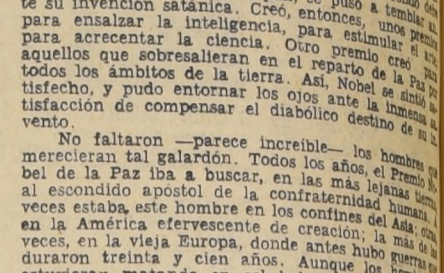 te su invención satánica. Creó, entonces, unos premios
para ensalzar la inteligencia, para estimular el arte,
para acrecentar la ciencia. Otro premio creó para
aquellos que sobresalieran en el reparto de la Paz por
todos los ámbitos de la tierra. Así, Nobel se sintió
tisfecho, y pudo entornar los ojos ante la inmensa
tisfacción de compensar el diabólico destino de su
vento.
No faltaron —parece increíble— los hombres que
merecieran tal galardón. Todos los años, el Premio
bel de la Paz iba a buscar, en las más lejanas
al escondido apóstol de la confraternidad humana.
veces estaba este hombre en los confines del Asia;
en la América efervescente de creación; la más de
veces, en la vieja Europa, donde antes hubo guerras
duraron treinta y cien años. Aunque los